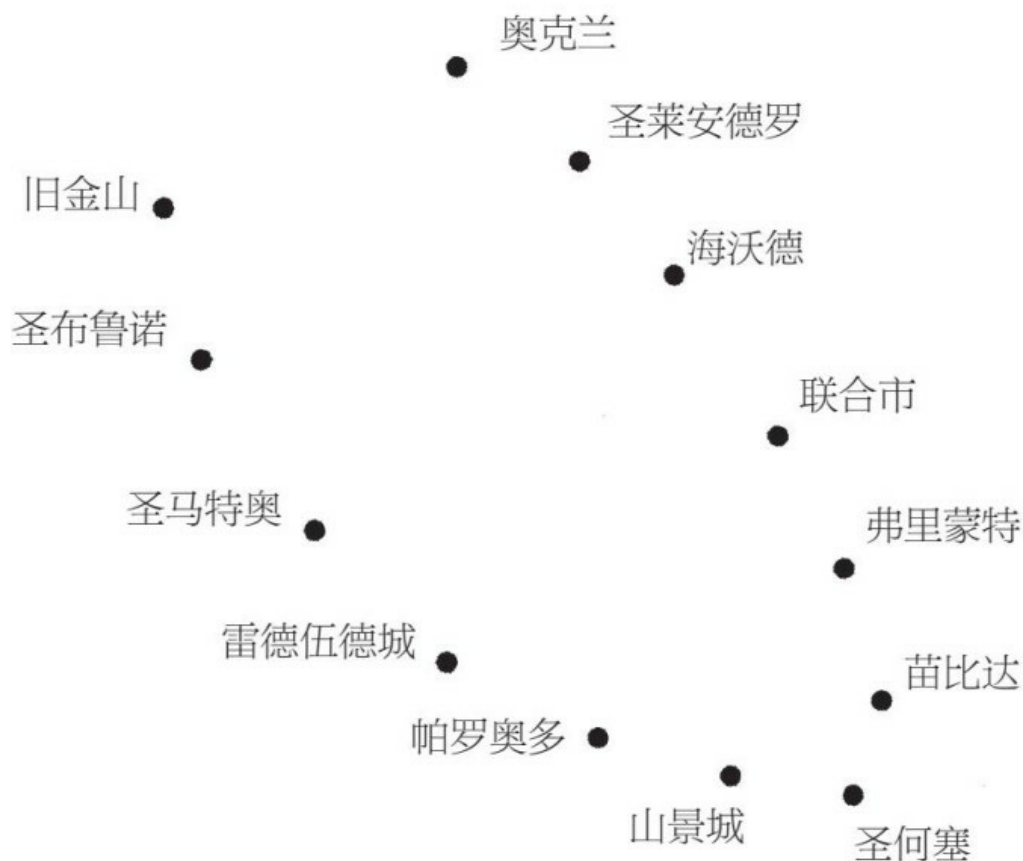 奥克兰
圣莱安德罗
旧金山
海沃德
圣布鲁诺
联合市
圣马特奥
弗里蒙特
雷德伍德城
苗比达
帕罗奥多
山景城
圣何塞